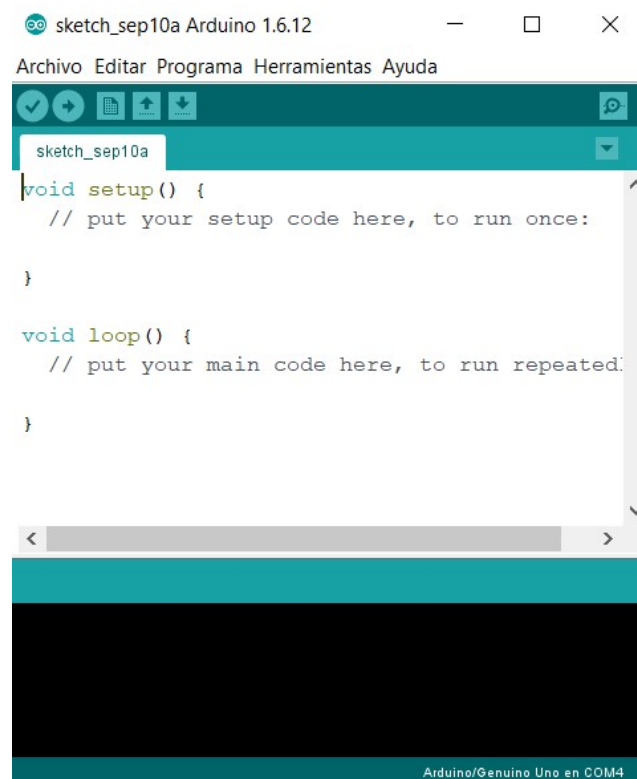 sketch_sep10a Arduino 1.6.12
Archivo Editar Programa Herramientas Ayuda
sketch_sep10a
void setup() {
// put your setup code here, to run once:
}
void loop() {
// put your main code here, to run repeatedl
}
Arduino/Genuino Uno en COM4